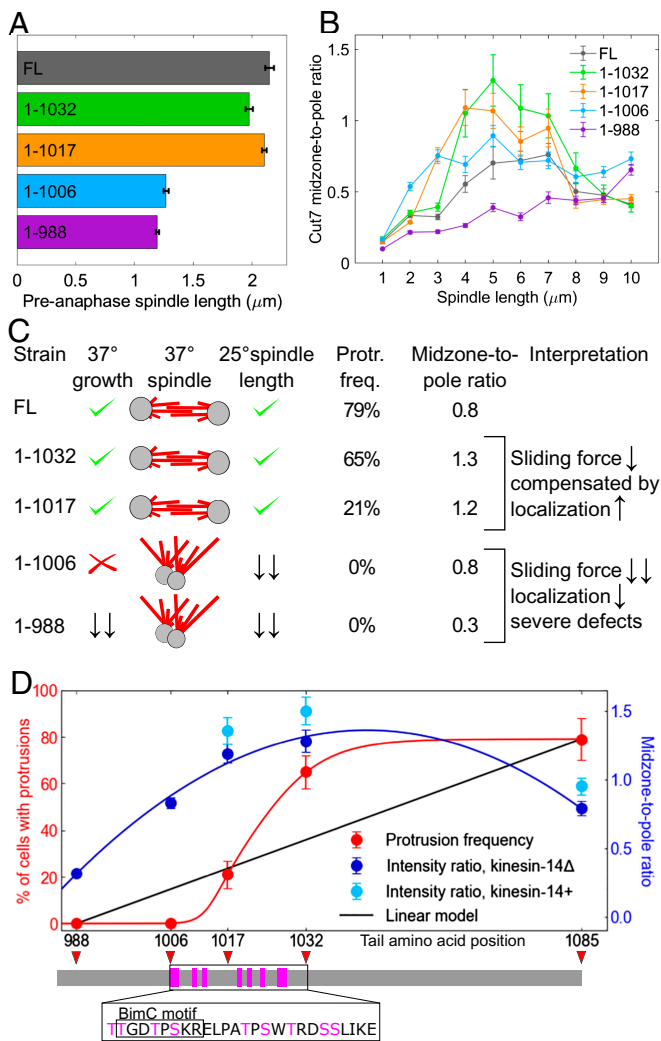 A
FL
1-1032
1-1017
1-1006
1-988
0 0.5 1 1.5 2
Pre-anaphase spindle length (μm)
B
Cut7 midzone-to-pole ratio
1.5
1
0.5
0
FL
1-1032
1-1017
1-1006
1-988
1 2 3 4 5 6 7 8 9 10
Spindle length (μm)
C
Strain 37° growth 37° spindle 25°spindle length Protr. freq. Midzone-to-pole ratio Interpretation
FL 79% 0.8
1-1032 65% 1.3
1-1017 21% 1.2
Sliding force ↓
compensated by
localization ↑
1-1006 0% 0.8
1-988 ↓↓ ↓↓ 0% 0.3
Sliding force ↓↓
localization ↓
severe defects
D
% of cells with protrusions
100
80
60
40
20
0
Midzone-to-pole ratio
1.5
1.0
0.5
0.0
Protrusion frequency
Intensity ratio, kinesin-14Δ
Intensity ratio, kinesin-14+
Linear model
988 1006 1017 1032 Tail amino acid position 1085
BimC motif
TTGDTPSKRELPATPSWTRDSSLIKE